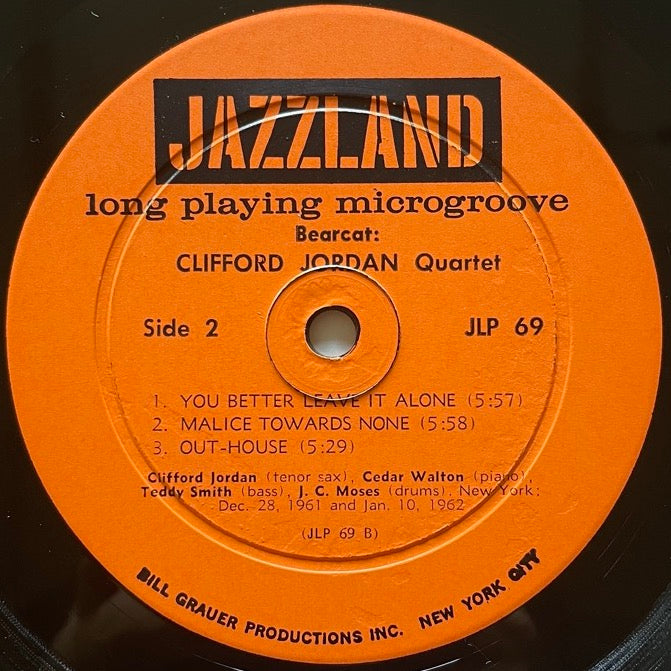 JAZZLAND
long playing microgroove
Bearcat:
CLIFFORD JORDAN Quartet
Side 2
JLP 69
1. YOU BETTER LEAVE IT ALONE (5:57)
2. MALICE TOWARDS NONE (5:58)
3. OUT-HOUSE (5:29)
Clifford Jordan (tenor sax), Cedar Walton (piano),
Teddy Smith (bass), J. C. Moses (drums). New York;
Dec. 28, 1961 and Jan. 10, 1962
(JLP 69 B)
BILL GRAUER PRODUCTIONS INC. NEW YORK CITY